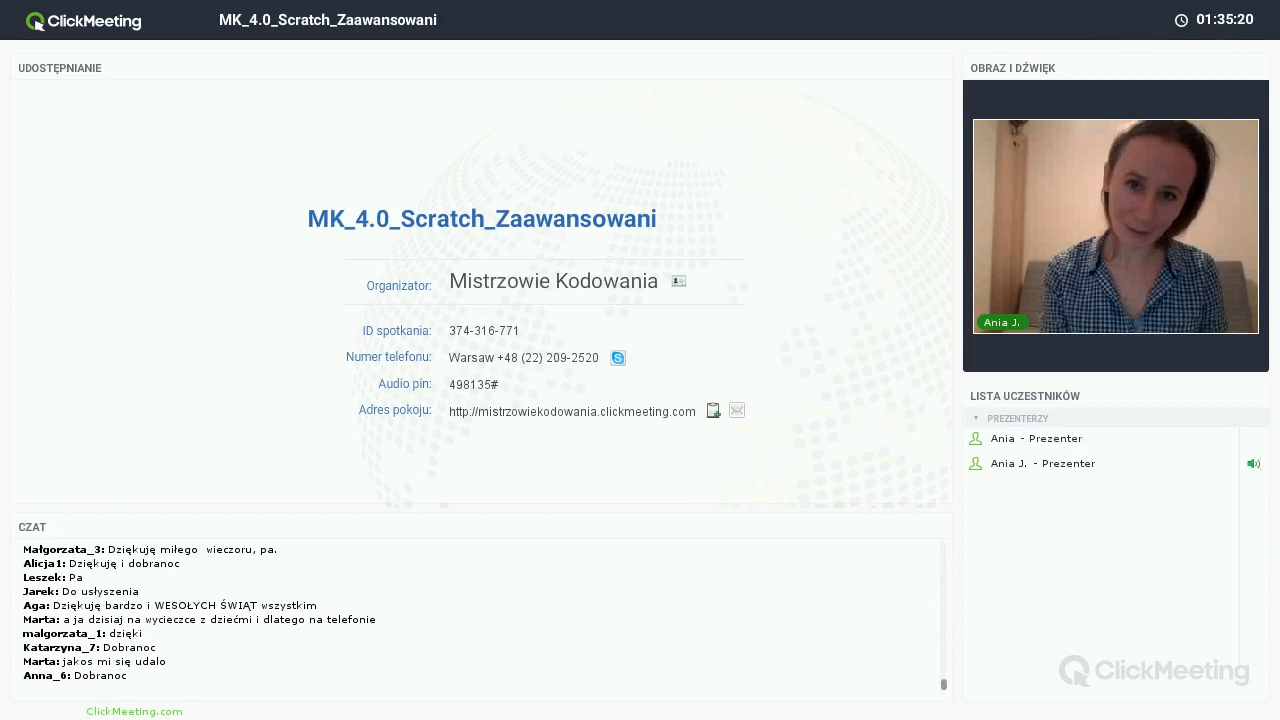 ClickMeeting
MK_4.0_Scratch_Zaawansowani
01:35:20
UDOSTĘPNIANIE
MK_4.0_Scratch_Zaawansowani
Organizator: Mistrzowie Kodowania
ID spotkania: 374-316-771
Numer telefonu: Warsaw +48 (22) 209-2520
Audio pin: 498135#
Adres pokoju: http://mistrzowiekodowania.clickmeeting.com
OBRAZ I DŹWIĘK
Ania J.
LISTA UCZESTNIKÓW
PREZENTERZY
Ania - Prezenter
Ania J. - Prezenter
CZAT
Małgorzata_3: Dziękuję miłego wieczoru, pa.
Alicja1: Dziękuję i dobranoc
Leszek: Pa
Jarek: Do usłyszenia
Aga: Dziękuję bardzo i WESOŁYCH ŚWIĄT wszystkim
Marta: a ja dzisiaj na wycieczce z dziećmi i dlatego na telefonie
malgorzata_1: dzięki
Katarzyna_7: Dobranoc
Marta: jakos mi się udalo
Anna_6: Dobranoc
ClickMeeting
ClickMeeting.com